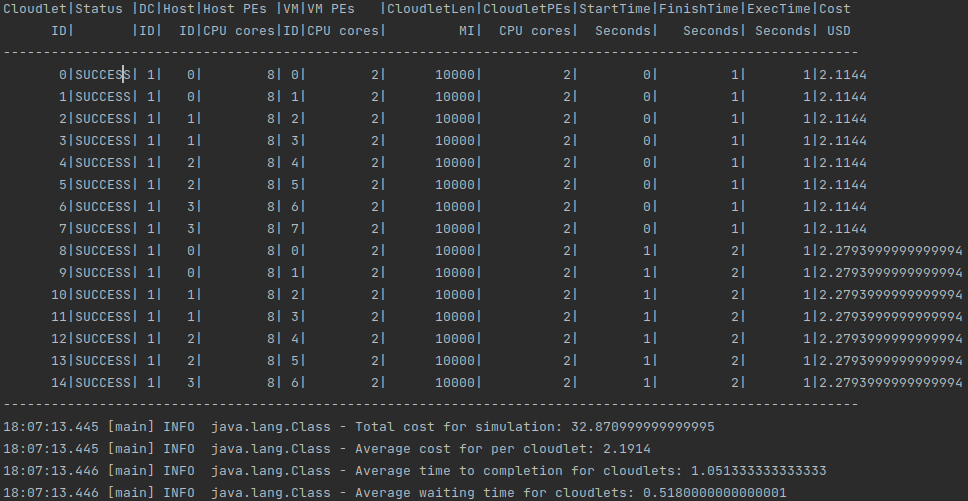 Cloudlet|Status |DC|Host|Host PEs |VM|VM PEs   |CloudletLen|CloudletPEs|StartTime|FinishTime|ExecTime|Cost
      ID|       |ID|  ID|CPU cores|ID|CPU cores|         MI|  CPU cores|  Seconds|   Seconds| Seconds| USD
-----------------------------------------------------------------------------------------------------------
       0|SUCCESS| 1|   0|        8| 0|        2|      10000|          2|        0|         1|       1|2.1144
       1|SUCCESS| 1|   0|        8| 1|        2|      10000|          2|        0|         1|       1|2.1144
       2|SUCCESS| 1|   1|        8| 2|        2|      10000|          2|        0|         1|       1|2.1144
       3|SUCCESS| 1|   1|        8| 3|        2|      10000|          2|        0|         1|       1|2.1144
       4|SUCCESS| 1|   2|        8| 4|        2|      10000|          2|        0|         1|       1|2.1144
       5|SUCCESS| 1|   2|        8| 5|        2|      10000|          2|        0|         1|       1|2.1144
       6|SUCCESS| 1|   3|        8| 6|        2|      10000|          2|        0|         1|       1|2.1144
       7|SUCCESS| 1|   3|        8| 7|        2|      10000|          2|        0|         1|       1|2.1144
       8|SUCCESS| 1|   0|        8| 0|        2|      10000|          2|        1|         2|       1|2.2793999999999994
       9|SUCCESS| 1|   0|        8| 1|        2|      10000|          2|        1|         2|       1|2.2793999999999994
      10|SUCCESS| 1|   1|        8| 2|        2|      10000|          2|        1|         2|       1|2.2793999999999994
      11|SUCCESS| 1|   1|        8| 3|        2|      10000|          2|        1|         2|       1|2.2793999999999994
      12|SUCCESS| 1|   2|        8| 4|        2|      10000|          2|        1|         2|       1|2.2793999999999994
      13|SUCCESS| 1|   2|        8| 5|        2|      10000|          2|        1|         2|       1|2.2793999999999994
      14|SUCCESS| 1|   3|        8| 6|        2|      10000|          2|        1|         2|       1|2.2793999999999994
-----------------------------------------------------------------------------------------------------------
18:07:13.445 [main] INFO  java.lang.Class - Total cost for simulation: 32.870999999999995
18:07:13.445 [main] INFO  java.lang.Class - Average cost for per cloudlet: 2.1914
18:07:13.446 [main] INFO  java.lang.Class - Average time to completion for cloudlets: 1.051333333333333
18:07:13.446 [main] INFO  java.lang.Class - Average waiting time for cloudlets: 0.5180000000000001